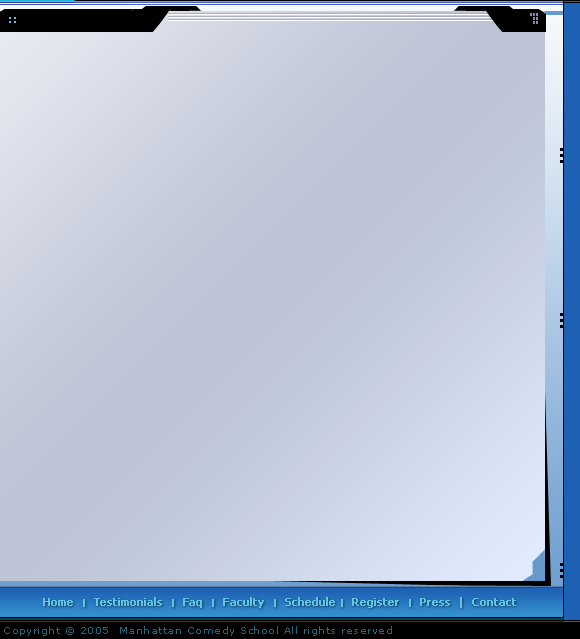 Home | Testimonials | Faq | Faculty | Schedule | Register | Press | Contact
Copyright © 2005 Manhattan Comedy School All rights reserved